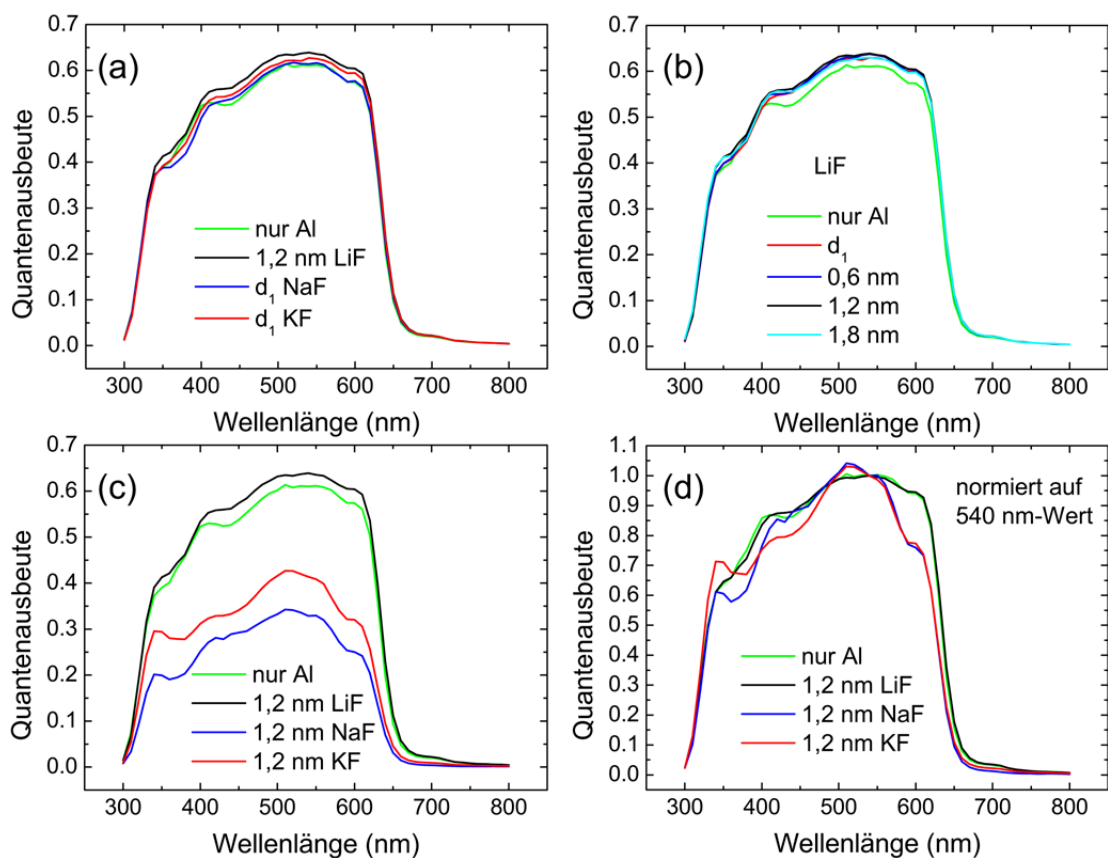 (a)
Quantenausbeute
0.7
0.6
0.5
0.4
0.3
0.2
0.1
0.0
nur Al
1,2 nm LiF
d₁ NaF
d₁ KF
300 400 500 600 700 800
Wellenlänge (nm)
(b)
Quantenausbeute
0.7
0.6
0.5
0.4
0.3
0.2
0.1
0.0
LiF
nur Al
d₁
0,6 nm
1,2 nm
1,8 nm
300 400 500 600 700 800
Wellenlänge (nm)
(c)
Quantenausbeute
0.7
0.6
0.5
0.4
0.3
0.2
0.1
0.0
nur Al
1,2 nm LiF
1,2 nm NaF
1,2 nm KF
300 400 500 600 700 800
Wellenlänge (nm)
(d)
Quantenausbeute
1.1
1.0
0.9
0.8
0.7
0.6
0.5
0.4
0.3
0.2
0.1
0.0
normiert auf
540 nm-Wert
nur Al
1,2 nm LiF
1,2 nm NaF
1,2 nm KF
300 400 500 600 700 800
Wellenlänge (nm)